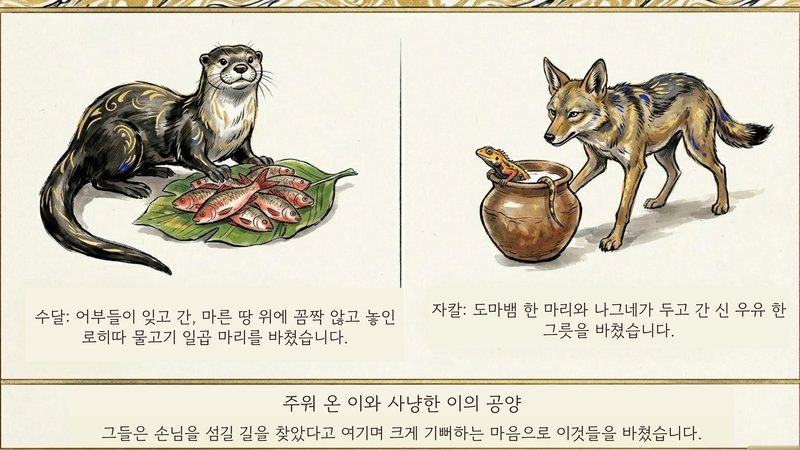 수달: 어부들이 잊고 간, 마른 땅 위에 꼼짝 않고 놓인
로히따 물고기 일곱 마리를 바쳤습니다.
자칼: 도마뱀 한 마리와 나그네가 두고 간 신 우유 한
그릇을 바쳤습니다.
주워 온 이와 사냥한 이의 공양
그들은 손님을 섬길 길을 찾았다고 여기며 크게 기뻐하는 마음으로 이것들을 바쳤습니다.